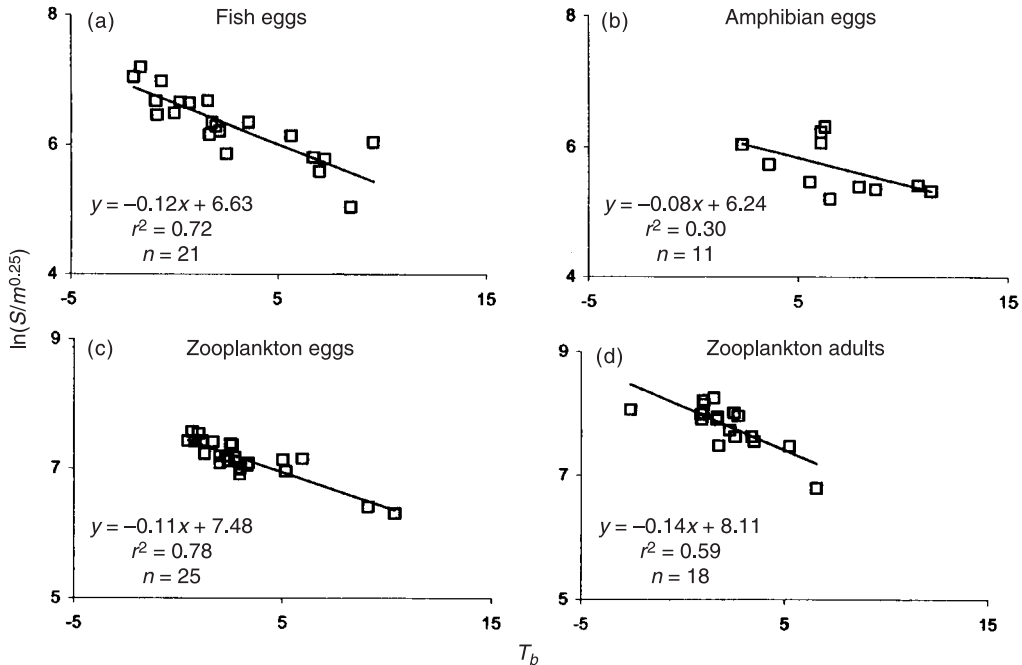 (a) Fish eggs
8
6
4
y = –0.12x + 6.63
r² = 0.72
n = 21
-5 5 15
(b) Amphibian eggs
8
6
4
y = –0.08x + 6.24
r² = 0.30
n = 11
-5 5 15
ln(S/m^0.25)
(c) Zooplankton eggs
9
7
5
y = –0.11x + 7.48
r² = 0.78
n = 25
-5 5 15
(d) Zooplankton adults
9
7
5
y = –0.14x + 8.11
r² = 0.59
n = 18
-5 5 15
T_b